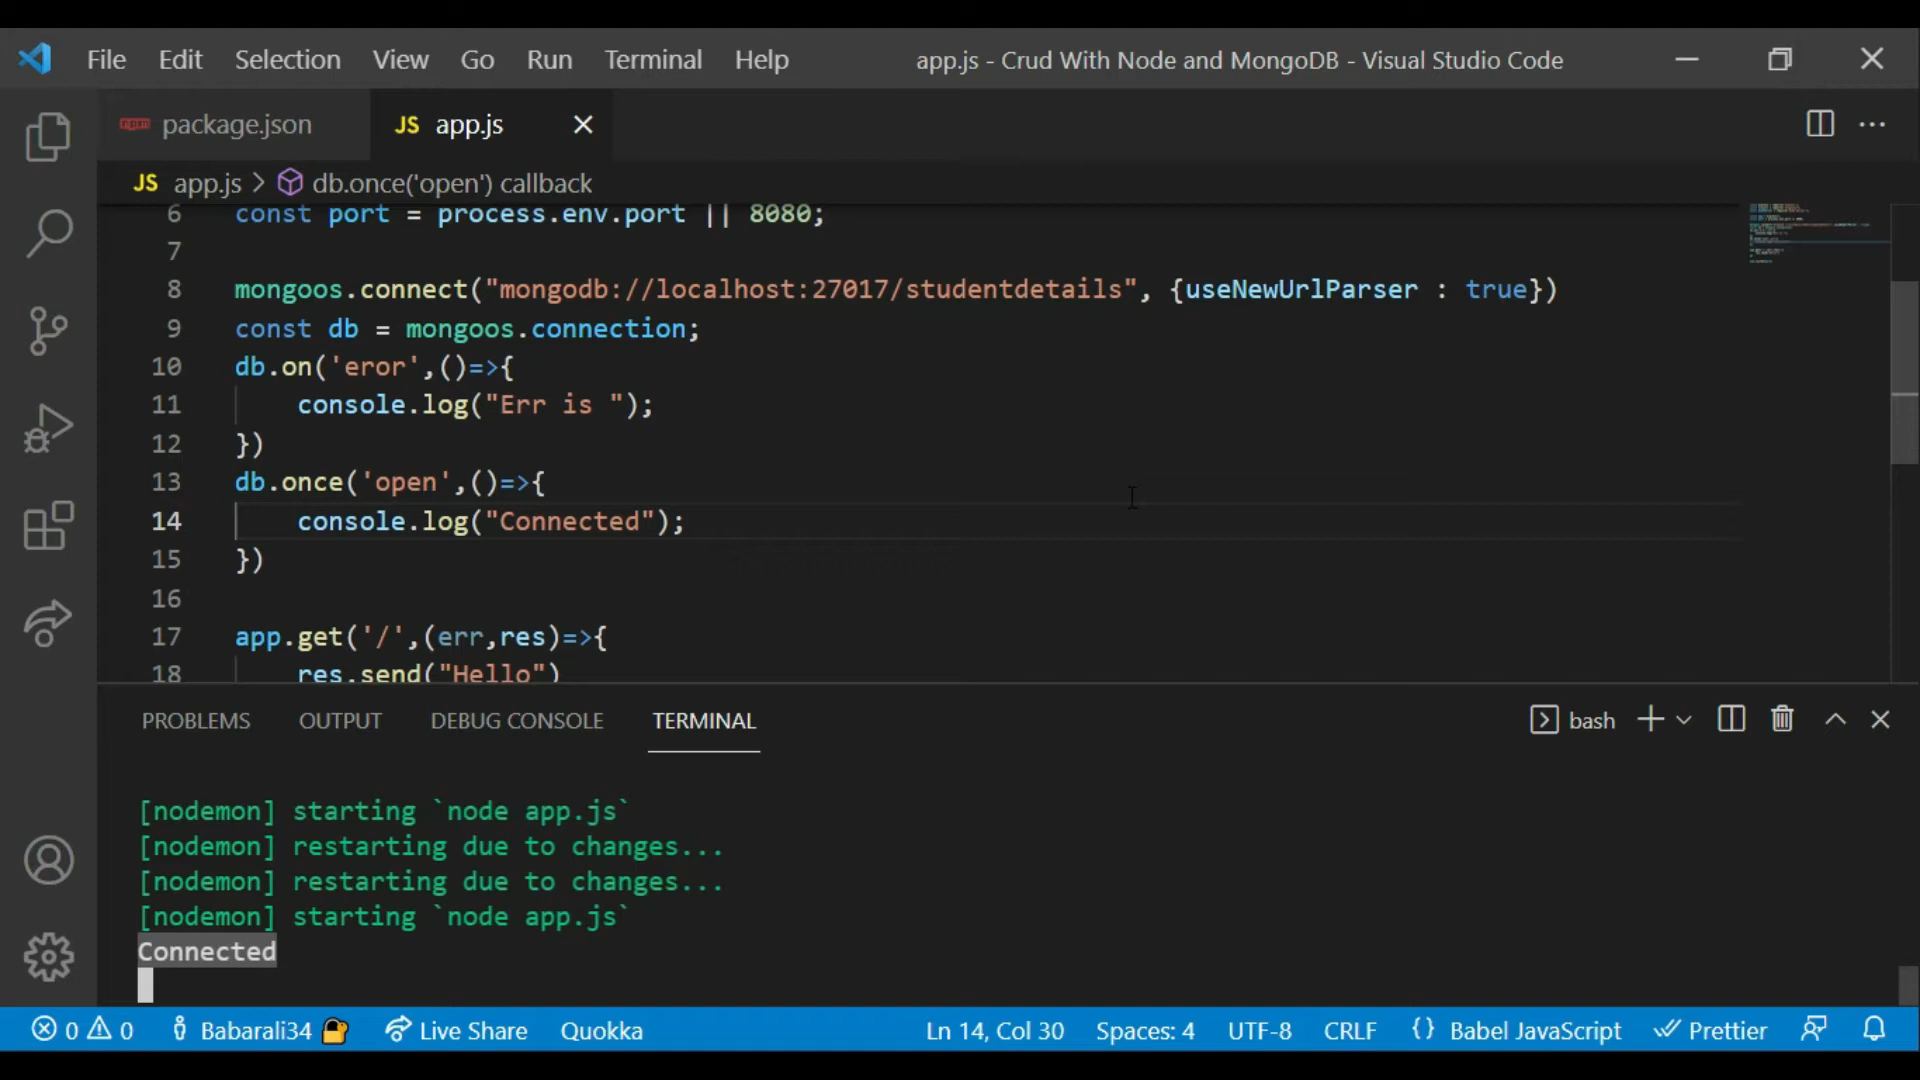 File Edit Selection View Go Run Terminal Help app.js - Crud With Node and MongoDB - Visual Studio Code
npm package.json JS app.js
JS app.js > db.once('open') callback
6 const port = process.env.port || 8080;
7
8 mongoos.connect("mongodb://localhost:27017/studentdetails", {useNewUrlParser : true})
9 const db = mongoos.connection;
10 db.on('eror',()=>{
11 console.log("Err is ");
12 })
13 db.once('open',()=>{
14 console.log("Connected");
15 })
16
17 app.get('/',(err,res)=>{
18 res.send("Hello")
PROBLEMS OUTPUT DEBUG CONSOLE TERMINAL bash
[nodemon] starting `node app.js`
[nodemon] restarting due to changes...
[nodemon] restarting due to changes...
[nodemon] starting `node app.js`
Connected
0 0 Babarali34 Live Share Quokka Ln 14, Col 30 Spaces: 4 UTF-8 CRLF {} Babel JavaScript Prettier